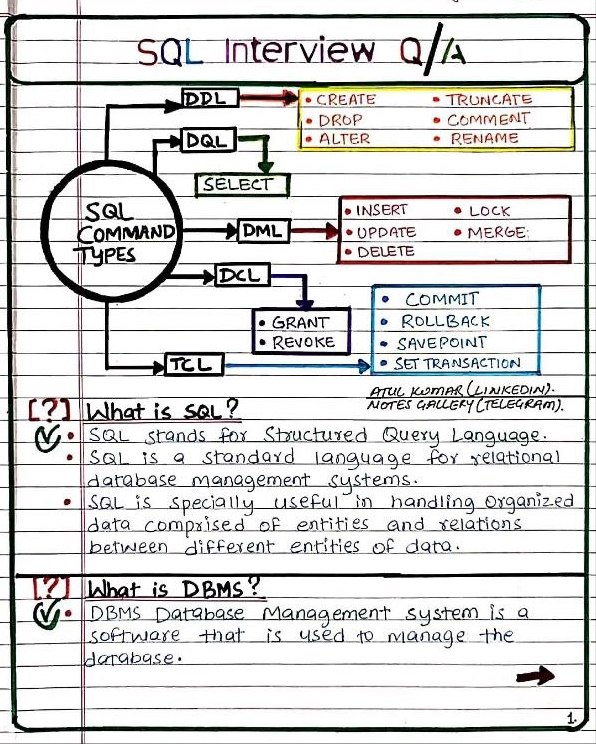 SQL Interview Q/A
DDL
• CREATE
• DROP
• ALTER
• TRUNCATE
• COMMENT
• RENAME
DQL
SELECT
SQL
COMMAND
TYPES
DML
• INSERT
• UPDATE
• DELETE
• LOCK
• MERGE
DCL
• GRANT
• REVOKE
TCL
• COMMIT
• ROLLBACK
• SAVEPOINT
• SET TRANSACTION
ATUL KUMAR (LINKEDIN).
NOTES GALLERY (TELEGRAM).
[?] What is SQL?
• SQL stands for Structured Query Language.
• SQL is a standard language for relational
database management systems.
• SQL is specially useful in handling organized
data comprised of entities and relations
between different entities of data.
[?] What is DBMS?
• DBMS Database Management system is a
software that is used to manage the
database.
1.